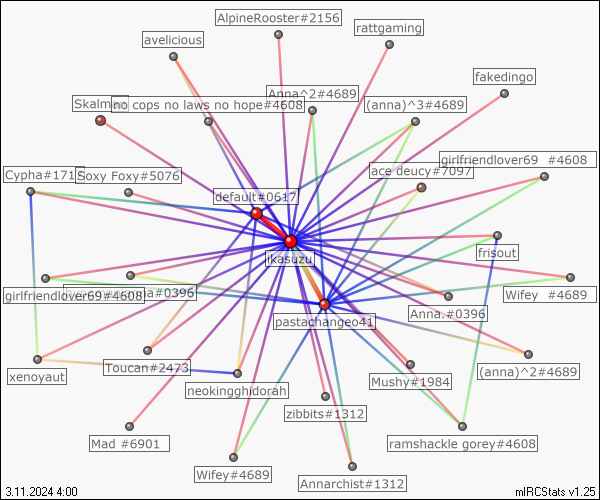 AlpineRooster#2156
rattgaming
avelicious
fakedingo
Anna^2#4689
Skalman
no cops no laws no hope#4608
(anna)^3#4689
girlfriendlover69 #4608
Cypha#171
Soxy Foxy#5076
ace deucy#7097
default#0617
frisout
ikasuzu
girlfriendlover69#4608
a#0396
Wifey #4689
Anna.#0396
pastachangeo41
xenoyaut
Toucan#2473
(anna)^2#4689
Mushy#1984
neokingghidorah
zibbits#1312
Mad #6901
ramshackle gorey#4608
Wifey#4689
Annarchist#1312
3.11.2024 4:00
mIRCStats v1.25